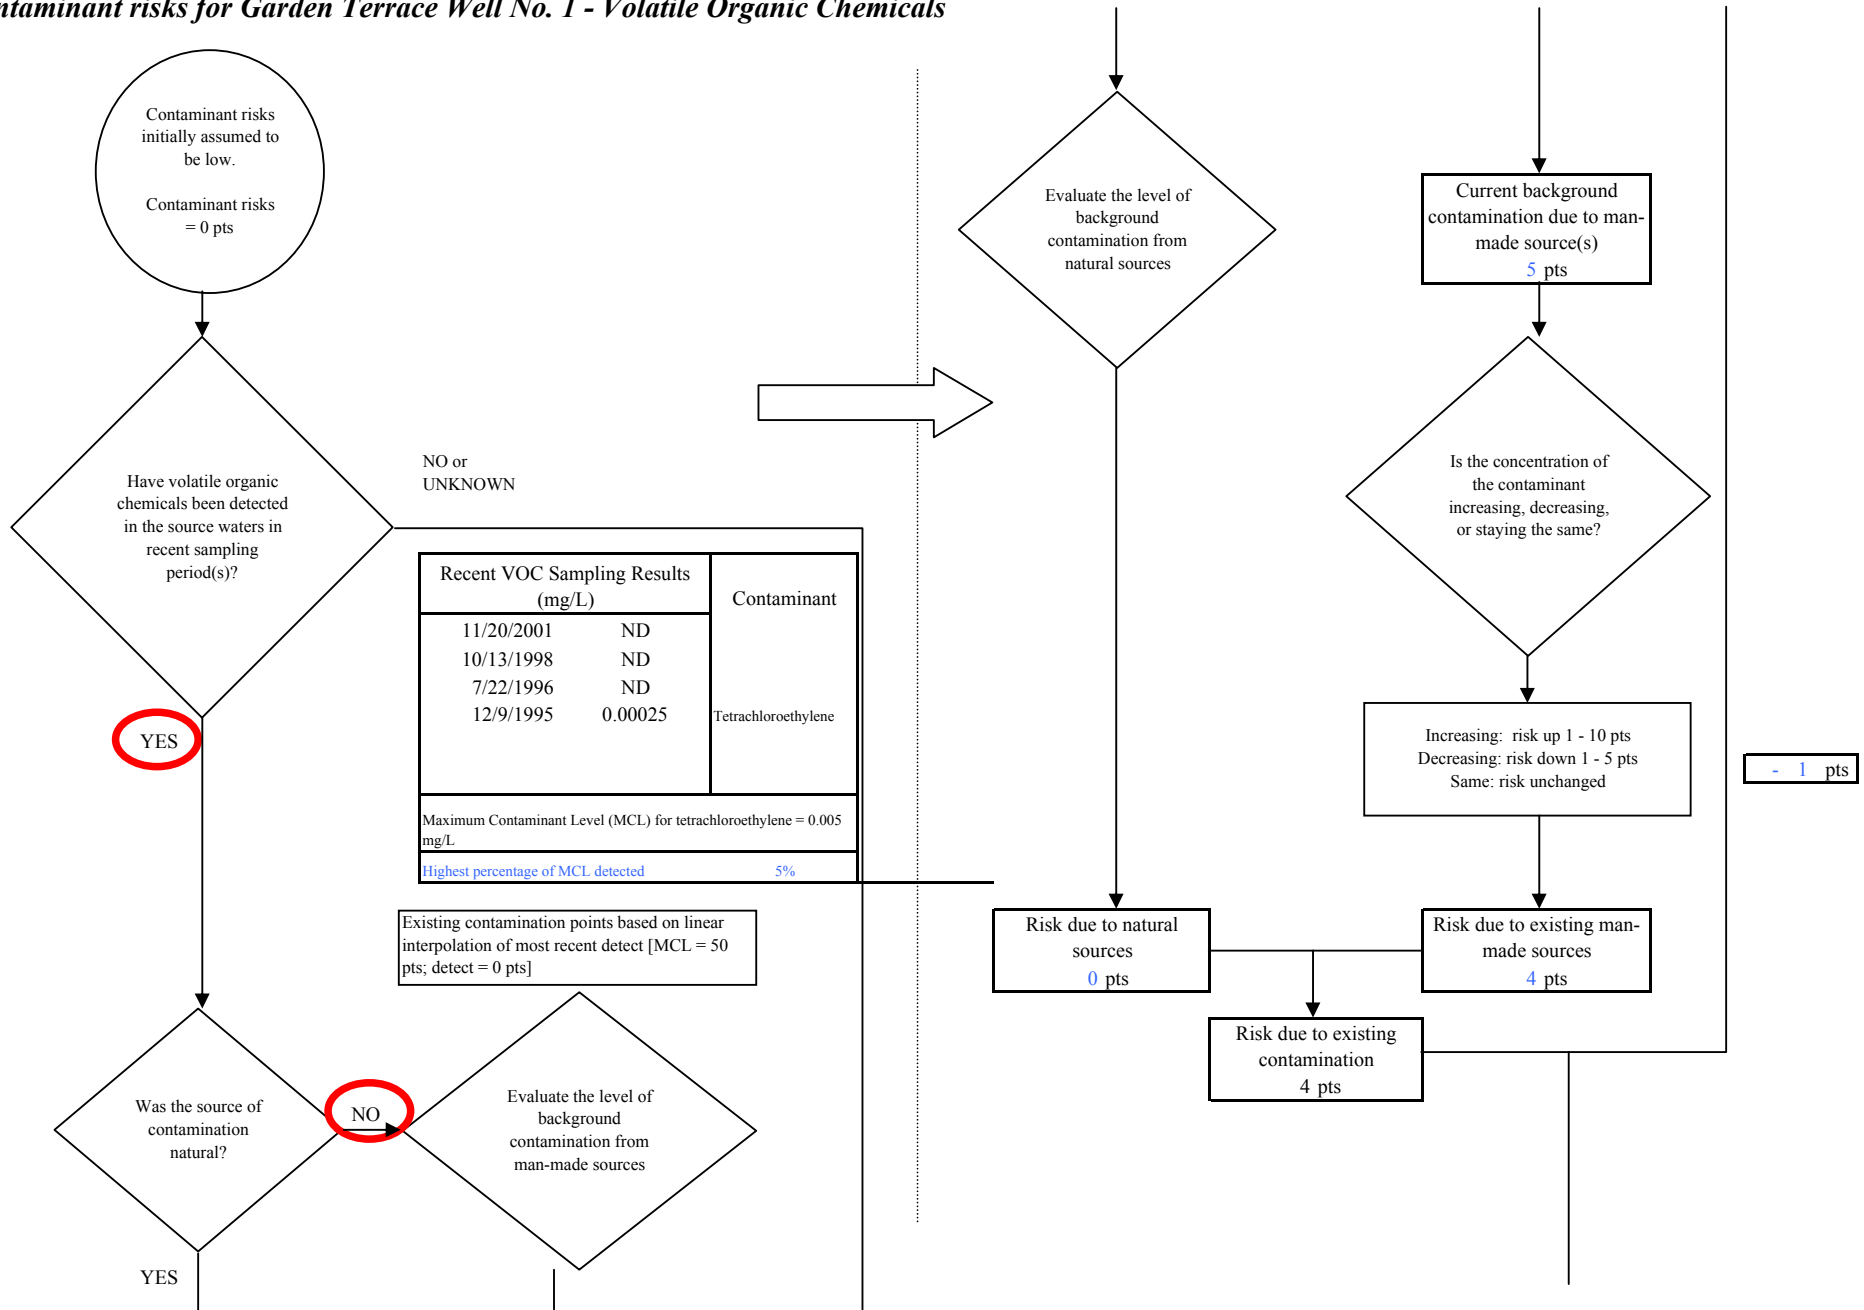 ntaminant risks for Garden Terrace Well No. 1 - Volatile Organic Chemicals
Contaminant risks
initially assumed to
be low.
Contaminant risks
= 0 pts
Have volatile organic
chemicals been detected
in the source waters in
recent sampling
period(s)?
NO or
UNKNOWN
YES
Recent VOC Sampling Results
(mg/L)
Contaminant
11/20/2001 ND
10/13/1998 ND
7/22/1996 ND
12/9/1995 0.00025 Tetrachloroethylene
Maximum Contaminant Level (MCL) for tetrachloroethylene = 0.005
mg/L
Highest percentage of MCL detected 5%
Existing contamination points based on linear
interpolation of most recent detect [MCL = 50
pts; detect = 0 pts]
Was the source of
contamination
natural?
NO
YES
Evaluate the level of
background
contamination from
man-made sources
Evaluate the level of
background
contamination from
natural sources
Current background
contamination due to man-
made source(s)
5 pts
Is the concentration of
the contaminant
increasing, decreasing,
or staying the same?
Increasing: risk up 1 - 10 pts
Decreasing: risk down 1 - 5 pts
Same: risk unchanged
- 1 pts
Risk due to natural
sources
0 pts
Risk due to existing man-
made sources
4 pts
Risk due to existing
contamination
4 pts